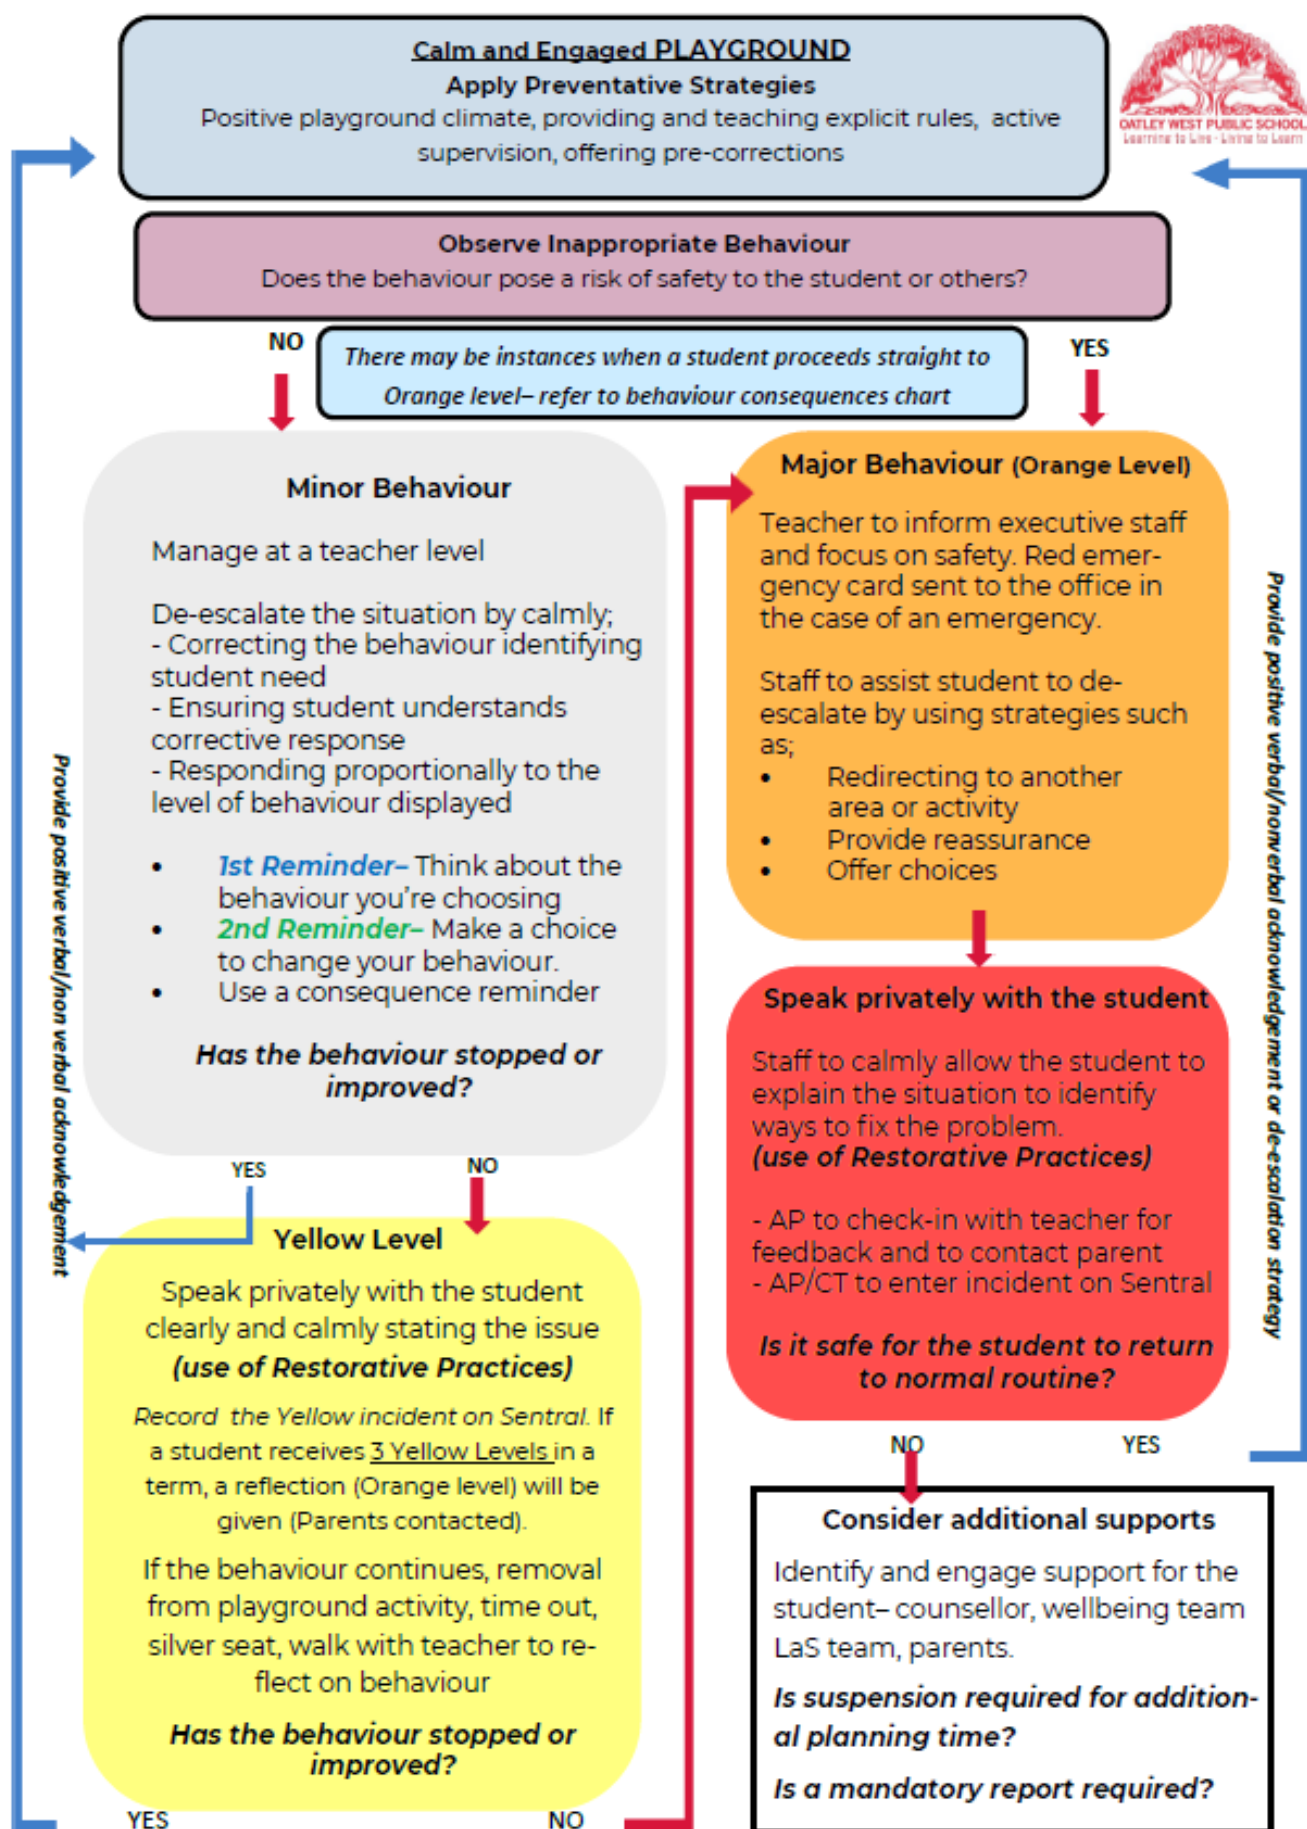 Calm and Engaged PLAYGROUND
Apply Preventative Strategies
Positive playground climate, providing and teaching explicit rules, active
supervision, offering pre-corrections
OATLEY WEST PUBLIC SCHOOL
Learning to Live - Living to Learn
Observe Inappropriate Behaviour
Does the behaviour pose a risk of safety to the student or others?
NO
There may be instances when a student proceeds straight to
Orange level– refer to behaviour consequences chart
YES
Minor Behaviour
Manage at a teacher level
De-escalate the situation by calmly;
- Correcting the behaviour identifying
student need
- Ensuring student understands
corrective response
- Responding proportionally to the
level of behaviour displayed
• 1st Reminder– Think about the
behaviour you're choosing
• 2nd Reminder– Make a choice
to change your behaviour.
• Use a consequence reminder
Has the behaviour stopped or
improved?
YES
NO
Yellow Level
Speak privately with the student
clearly and calmly stating the issue
(use of Restorative Practices)
Record the Yellow incident on Sentral. If
a student receives 3 Yellow Levels in a
term, a reflection (Orange level) will be
given (Parents contacted).
If the behaviour continues, removal
from playground activity, time out,
silver seat, walk with teacher to re-
flect on behaviour
Has the behaviour stopped or
improved?
YES
NO
Provide positive verbal/non verbal acknowledgement
Major Behaviour (Orange Level)
Teacher to inform executive staff
and focus on safety. Red emer-
gency card sent to the office in
the case of an emergency.
Staff to assist student to de-
escalate by using strategies such
as;
• Redirecting to another
area or activity
• Provide reassurance
• Offer choices
Speak privately with the student
Staff to calmly allow the student to
explain the situation to identify
ways to fix the problem.
(use of Restorative Practices)
- AP to check-in with teacher for
feedback and to contact parent
- AP/CT to enter incident on Sentral
Is it safe for the student to return
to normal routine?
NO
YES
Consider additional supports
Identify and engage support for the
student– counsellor, wellbeing team
LaS team, parents.
Is suspension required for addition-
al planning time?
Is a mandatory report required?
Provide positive verbal/nonverbal acknowledgement or de-escalation strategy